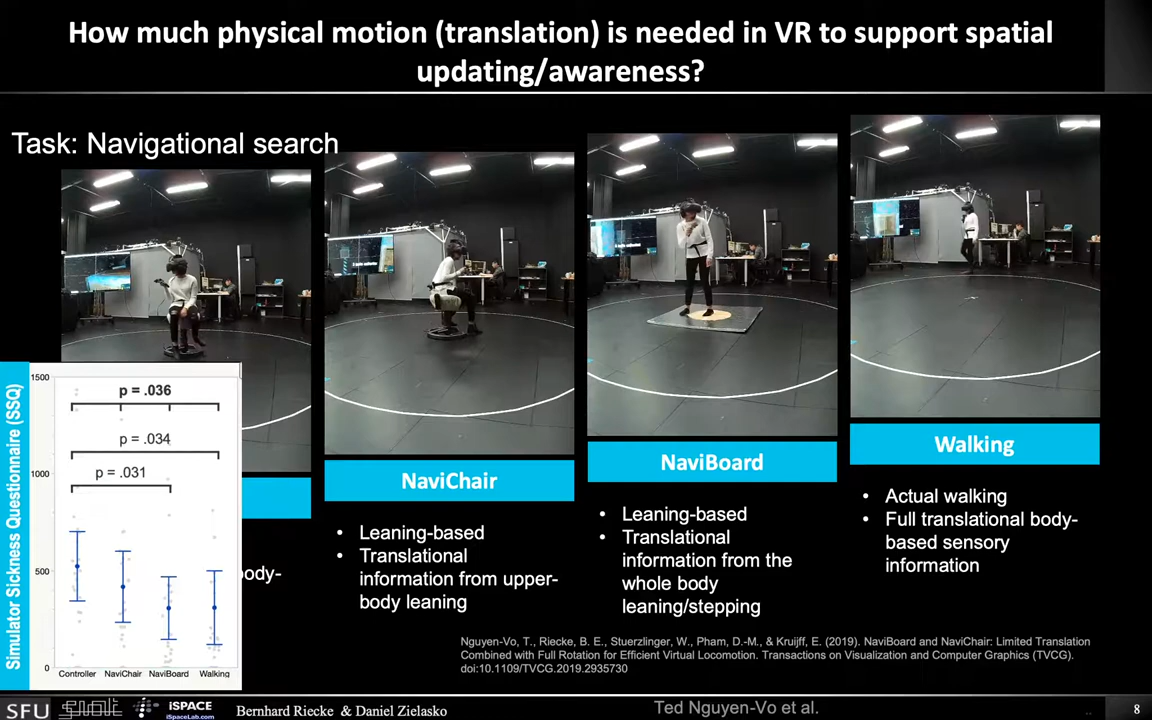 How much physical motion (translation) is needed in VR to support spatial
updating/awareness?
Task: Navigational search
Simulator Sickness Questionnaire (SSQ)
1500
1000
500
0
p = .036
p = .034
p = .031
Controller NaviChair NaviBoard Walking
body-
NaviChair
• Leaning-based
• Translational
information from upper-
body leaning
NaviBoard
• Leaning-based
• Translational
information from the
whole body
leaning/stepping
Walking
• Actual walking
• Full translational body-
based sensory
information
Nguyen-Vo, T., Riecke, B. E., Stuerzlinger, W., Pham, D.-M., & Kruijff, E. (2019). NaviBoard and NaviChair: Limited Translation
Combined with Full Rotation for Efficient Virtual Locomotion. Transactions on Visualization and Computer Graphics (TVCG).
doi:10.1109/TVCG.2019.2935730
SFU
iSPACE
iSpaceLab.com
Bernhard Riecke & Daniel Zielasko
Ted Nguyen-Vo et al.
8